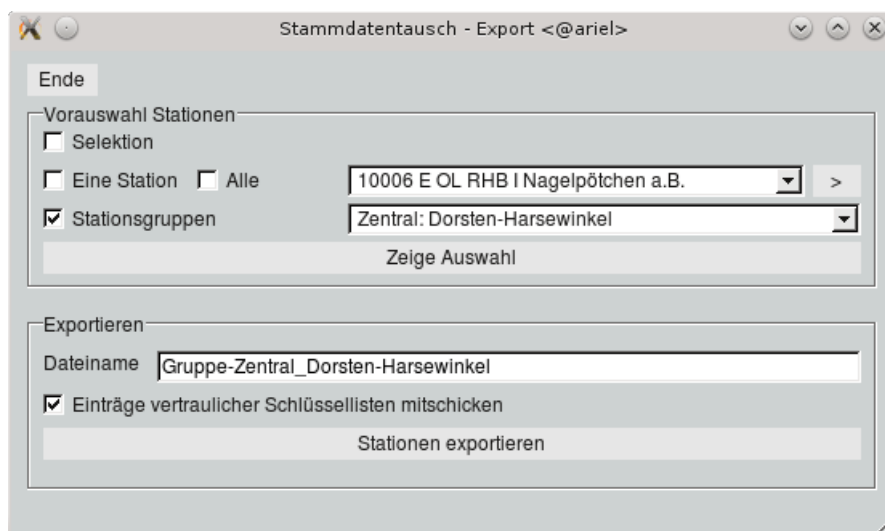 Stammdatentausch - Export <@ariel>
Ende
Vorauswahl Stationen
Selektion
Eine Station Alle 10006 E OL RHB I Nagelpötchen a.B. >
Stationsgruppen Zentral: Dorsten-Harsewinkel
Zeige Auswahl
Exportieren
Dateiname Gruppe-Zentral_Dorsten-Harsewinkel
Einträge vertraulicher Schlüssellisten mitschicken
Stationen exportieren